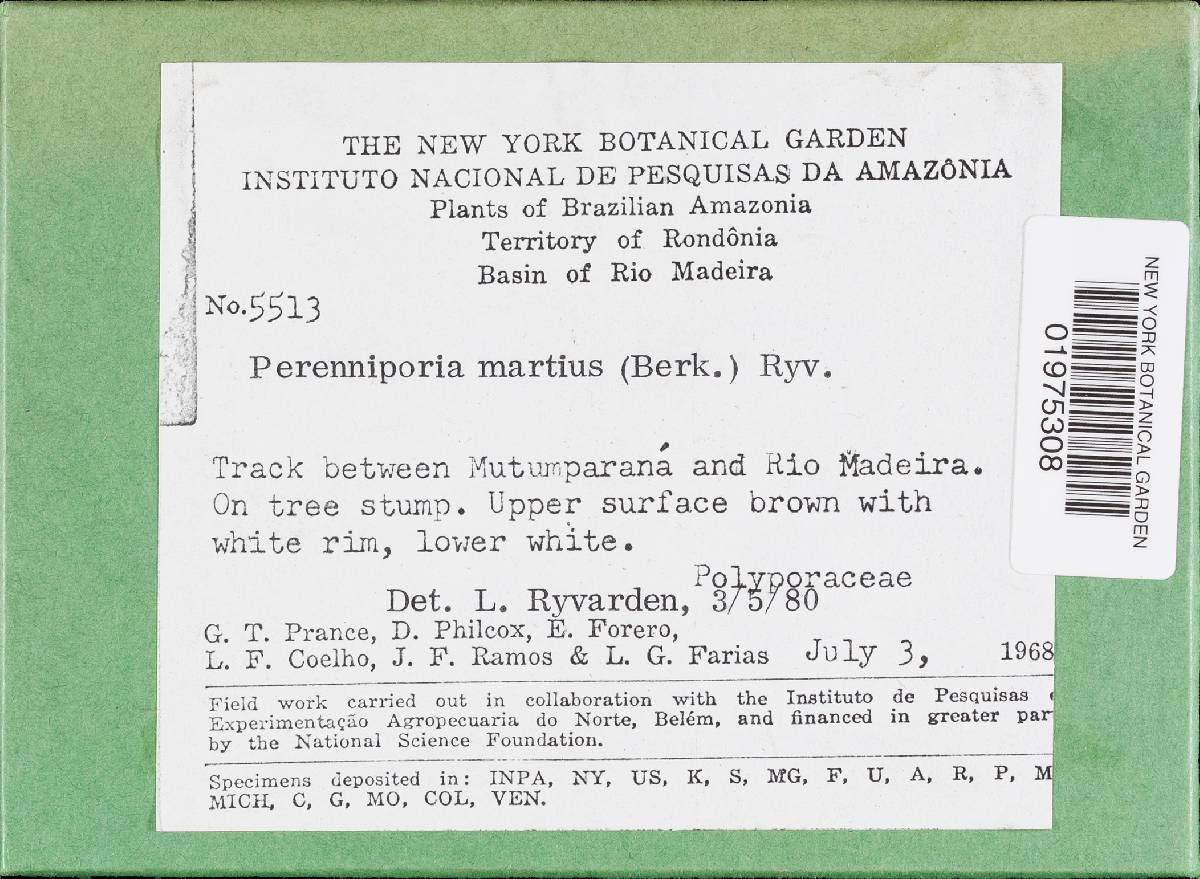 THE NEW YORK BOTANICAL GARDEN
INSTITUTO NACIONAL DE PESQUISAS DA AMAZÔNIA
Plants of Brazilian Amazonia
Territory of Rondônia
Basin of Rio Madeira
No.5513
Perenniporia martius (Berk.) Ryv.
Track between Mutumparaná and Rio Madeira.
On tree stump. Upper surface brown with
white rim, lower white.
Polyporaceae
Det. L. Ryvarden, 3/5/80
G. T. Prance, D. Philcox, E. Forero,
L. F. Coelho, J. F. Ramos & L. G. Farias July 3, 1968
Field work carried out in collaboration with the Instituto de Pesquisas
Experimentação Agropecuaria do Norte, Belém, and financed in greater par
by the National Science Foundation.
Specimens deposited in: INPA, NY, US, K, S, MG, F, U, A, R, P, M
MICH, C, G, MO, COL, VEN.
NEW YORK BOTANICAL GARDEN
01975308